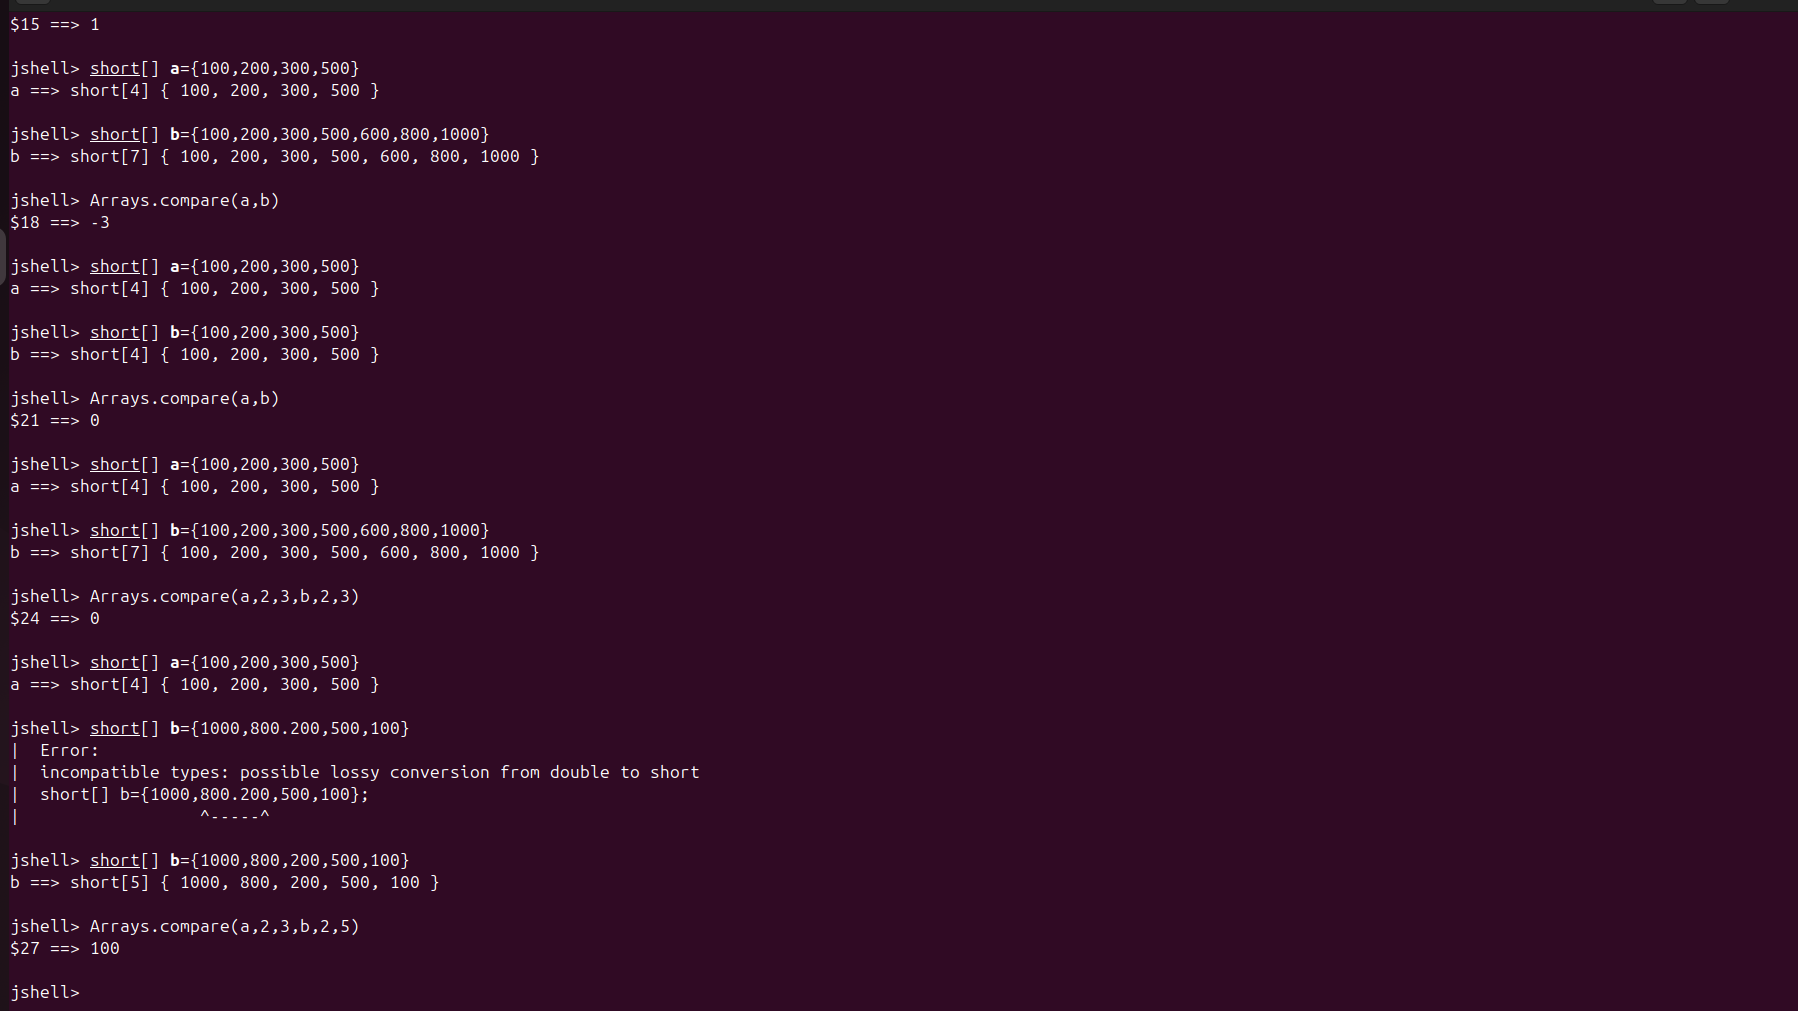 $15 ==> 1
jshell> short[] a={100,200,300,500}
a ==> short[4] { 100, 200, 300, 500 }
jshell> short[] b={100,200,300,500,600,800,1000}
b ==> short[7] { 100, 200, 300, 500, 600, 800, 1000 }
jshell> Arrays.compare(a,b)
$18 ==> -3
jshell> short[] a={100,200,300,500}
a ==> short[4] { 100, 200, 300, 500 }
jshell> short[] b={100,200,300,500}
b ==> short[4] { 100, 200, 300, 500 }
jshell> Arrays.compare(a,b)
$21 ==> 0
jshell> short[] a={100,200,300,500}
a ==> short[4] { 100, 200, 300, 500 }
jshell> short[] b={100,200,300,500,600,800,1000}
b ==> short[7] { 100, 200, 300, 500, 600, 800, 1000 }
jshell> Arrays.compare(a,2,3,b,2,3)
$24 ==> 0
jshell> short[] a={100,200,300,500}
a ==> short[4] { 100, 200, 300, 500 }
jshell> short[] b={1000,800.200,500,100}
|  Error:
|  incompatible types: possible lossy conversion from double to short
|  short[] b={1000,800.200,500,100};
|                  ^-----^
jshell> short[] b={1000,800,200,500,100}
b ==> short[5] { 1000, 800, 200, 500, 100 }
jshell> Arrays.compare(a,2,3,b,2,5)
$27 ==> 100
jshell>